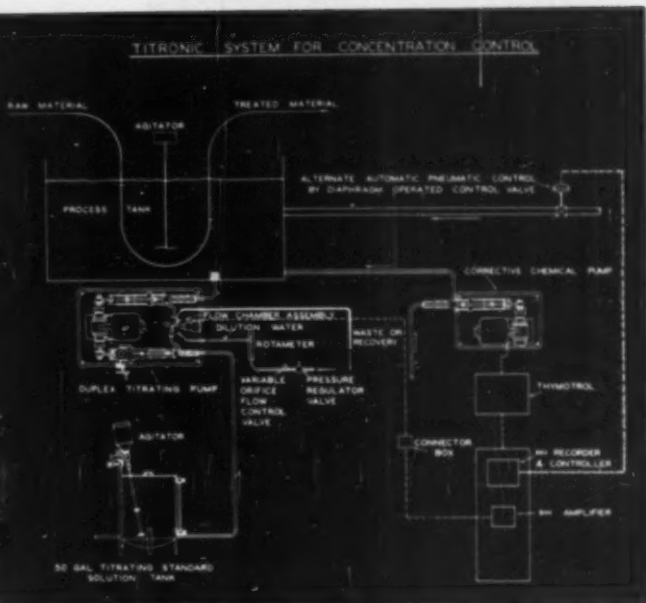 TITRONIC SYSTEM FOR CONCENTRATION CONTROL
RAW MATERIAL
TREATED MATERIAL
AGITATOR
ALTERNATE AUTOMATIC PNEUMATIC CONTROL
BY DIAPHRAGM OPERATED CONTROL VALVE
PROCESS TANK
CORRECTIVE CHEMICAL PUMP
FLOW CHAMBER ASSEMBLY
DILUTION WATER
WASTE OR
RECOVERY
ROTAMETER
DUPLEX TITRATING PUMP
VARIABLE
ORIFICE
FLOW
CONTROL
VALVE
PRESSURE
REGULATOR
VALVE
THYMOTROL
AGITATOR
CONNECTOR
BOX
RECORDER
& CONTROLLER
AMPLIFIER
50 GAL TITRATING STANDARD
SOLUTION TANK